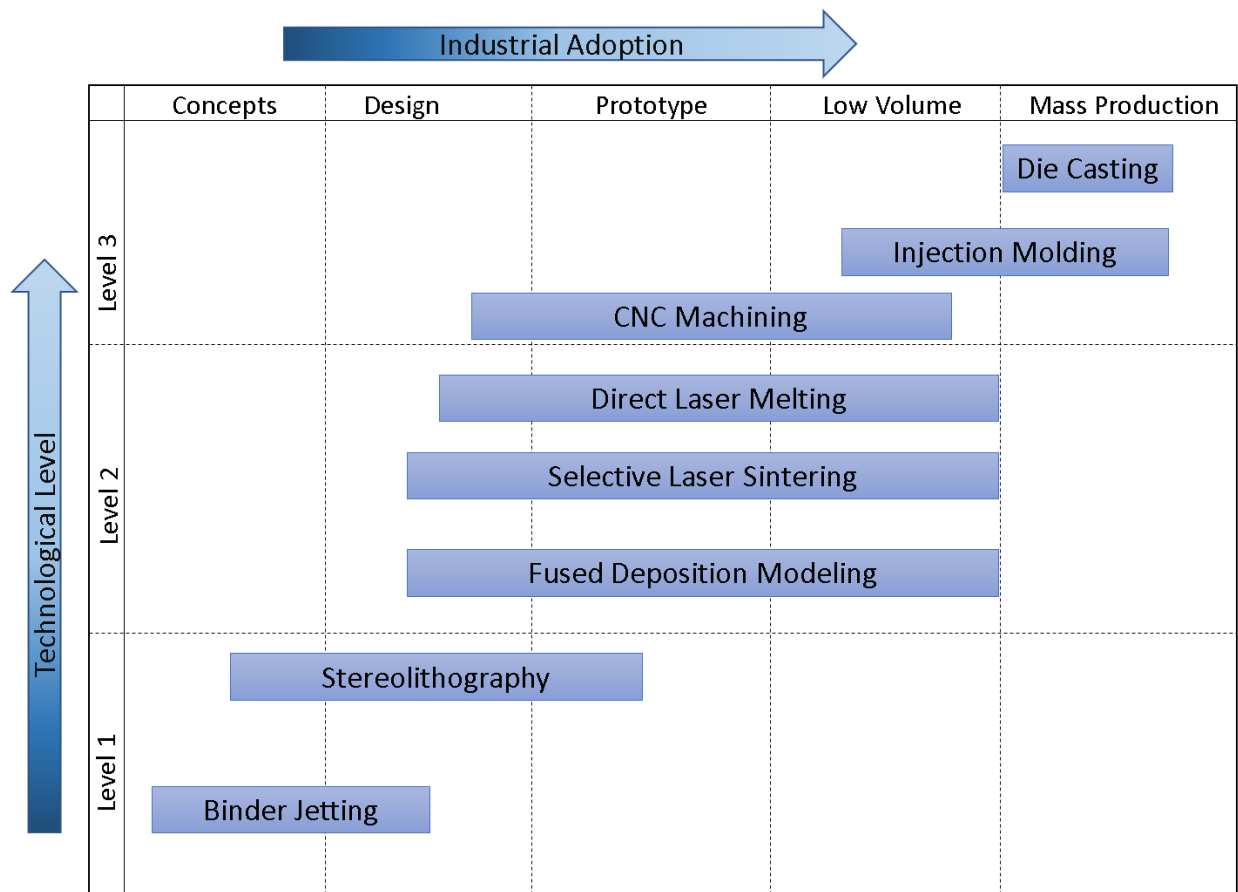 Industrial Adoption
Concepts Design Prototype Low Volume Mass Production
Die Casting
Level 3
Injection Molding
CNC Machining
Technological Level
Level 2
Direct Laser Melting
Selective Laser Sintering
Fused Deposition Modeling
Level 1
Stereolithography
Binder Jetting